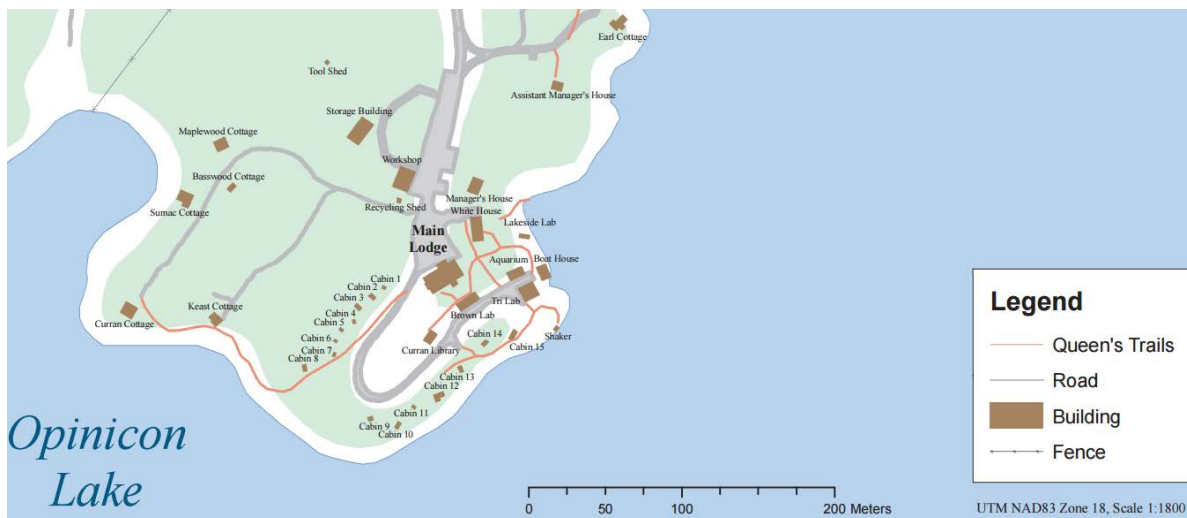 Earl Cottage
Tool Shed
Assistant Manager's House
Storage Building
Maplewood Cottage
Workshop
Basswood Cottage
Manager's House
Recycling Shed
White House
Sumac Cottage
Lakeside Lab
Main
Lodge
Aquarium
Boat House
Cabin 1
Cabin 2
Cabin 3
Keast Cottage
Tri Lab
Cabin 4
Brown Lab
Curran Cottage
Cabin 5
Cabin 14
Shaker
Cabin 6
Cabin 15
Cabin 7
Curran Library
Cabin 8
Cabin 13
Cabin 12
Cabin 11
Cabin 9
Cabin 10
Opinicon
Lake
0 50 100 200 Meters
Legend
Queen's Trails
Road
Building
Fence
UTM NAD83 Zone 18, Scale 1:1800